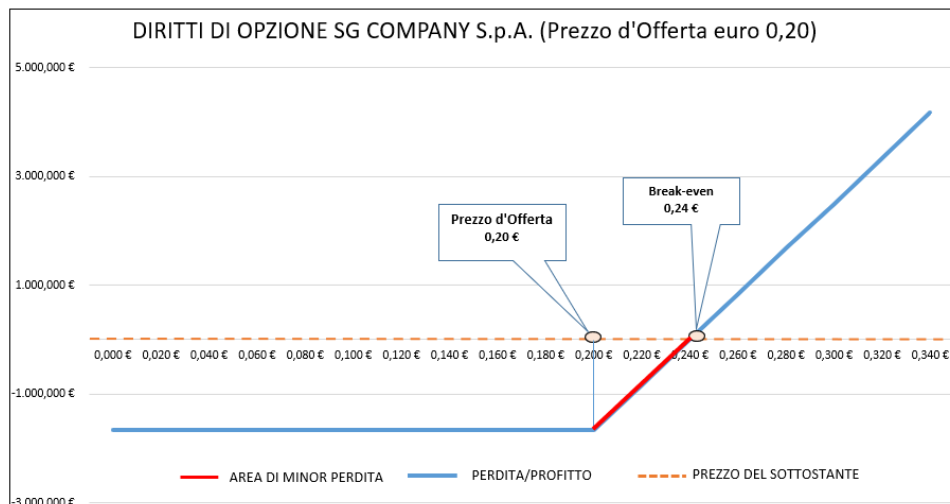 DIRITTI DI OPZIONE SG COMPANY S.p.A. (Prezzo d'Offerta euro 0,20)
5.000,000 €
3.000,000 €
1.000,000 €
-1.000,000 €
-3.000,000 €
Prezzo d'Offerta
0,20 €
Break-even
0,24 €
0,000 € 0,020 € 0,040 € 0,060 € 0,080 € 0,100 € 0,120 € 0,140 € 0,160 € 0,180 € 0,200 € 0,220 € 0,240 € 0,260 € 0,280 € 0,300 € 0,320 € 0,340 €
AREA DI MINOR PERDITA PERDITA/PROFITTO PREZZO DEL SOTTOSTANTE